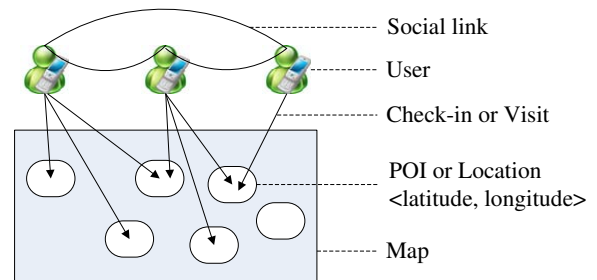 Social link
User
Check-in or Visit
POI or Location
<latitude, longitude>
Map